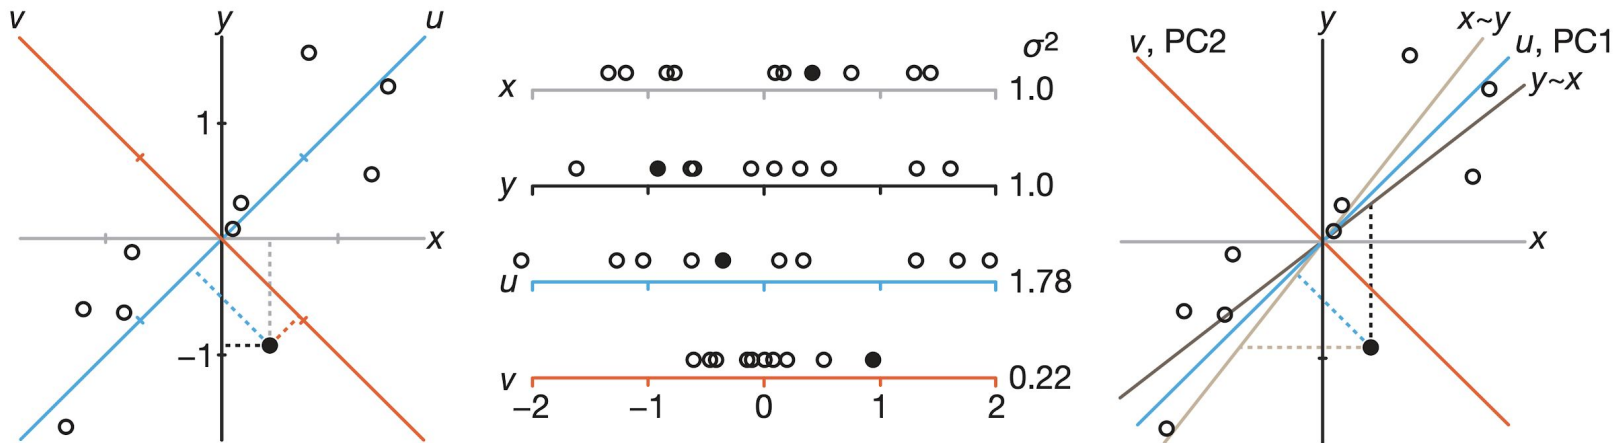 v
y
u
1
x
−1
σ²
x
1.0
y
1.0
u
1.78
v
0.22
−2 −1 0 1 2
y
x~y
v, PC2
u, PC1
y~x
x